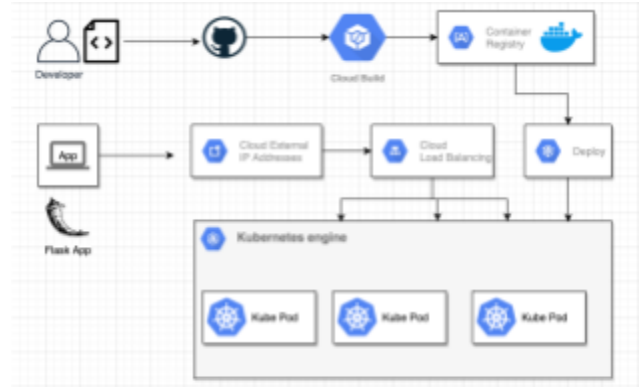 Developer
Cloud Build
Container
Registry
App
Cloud External
IP Addresses
Cloud
Load Balancing
Deploy
Flask App
Kubernetes engine
Kube Pod
Kube Pod
Kube Pod